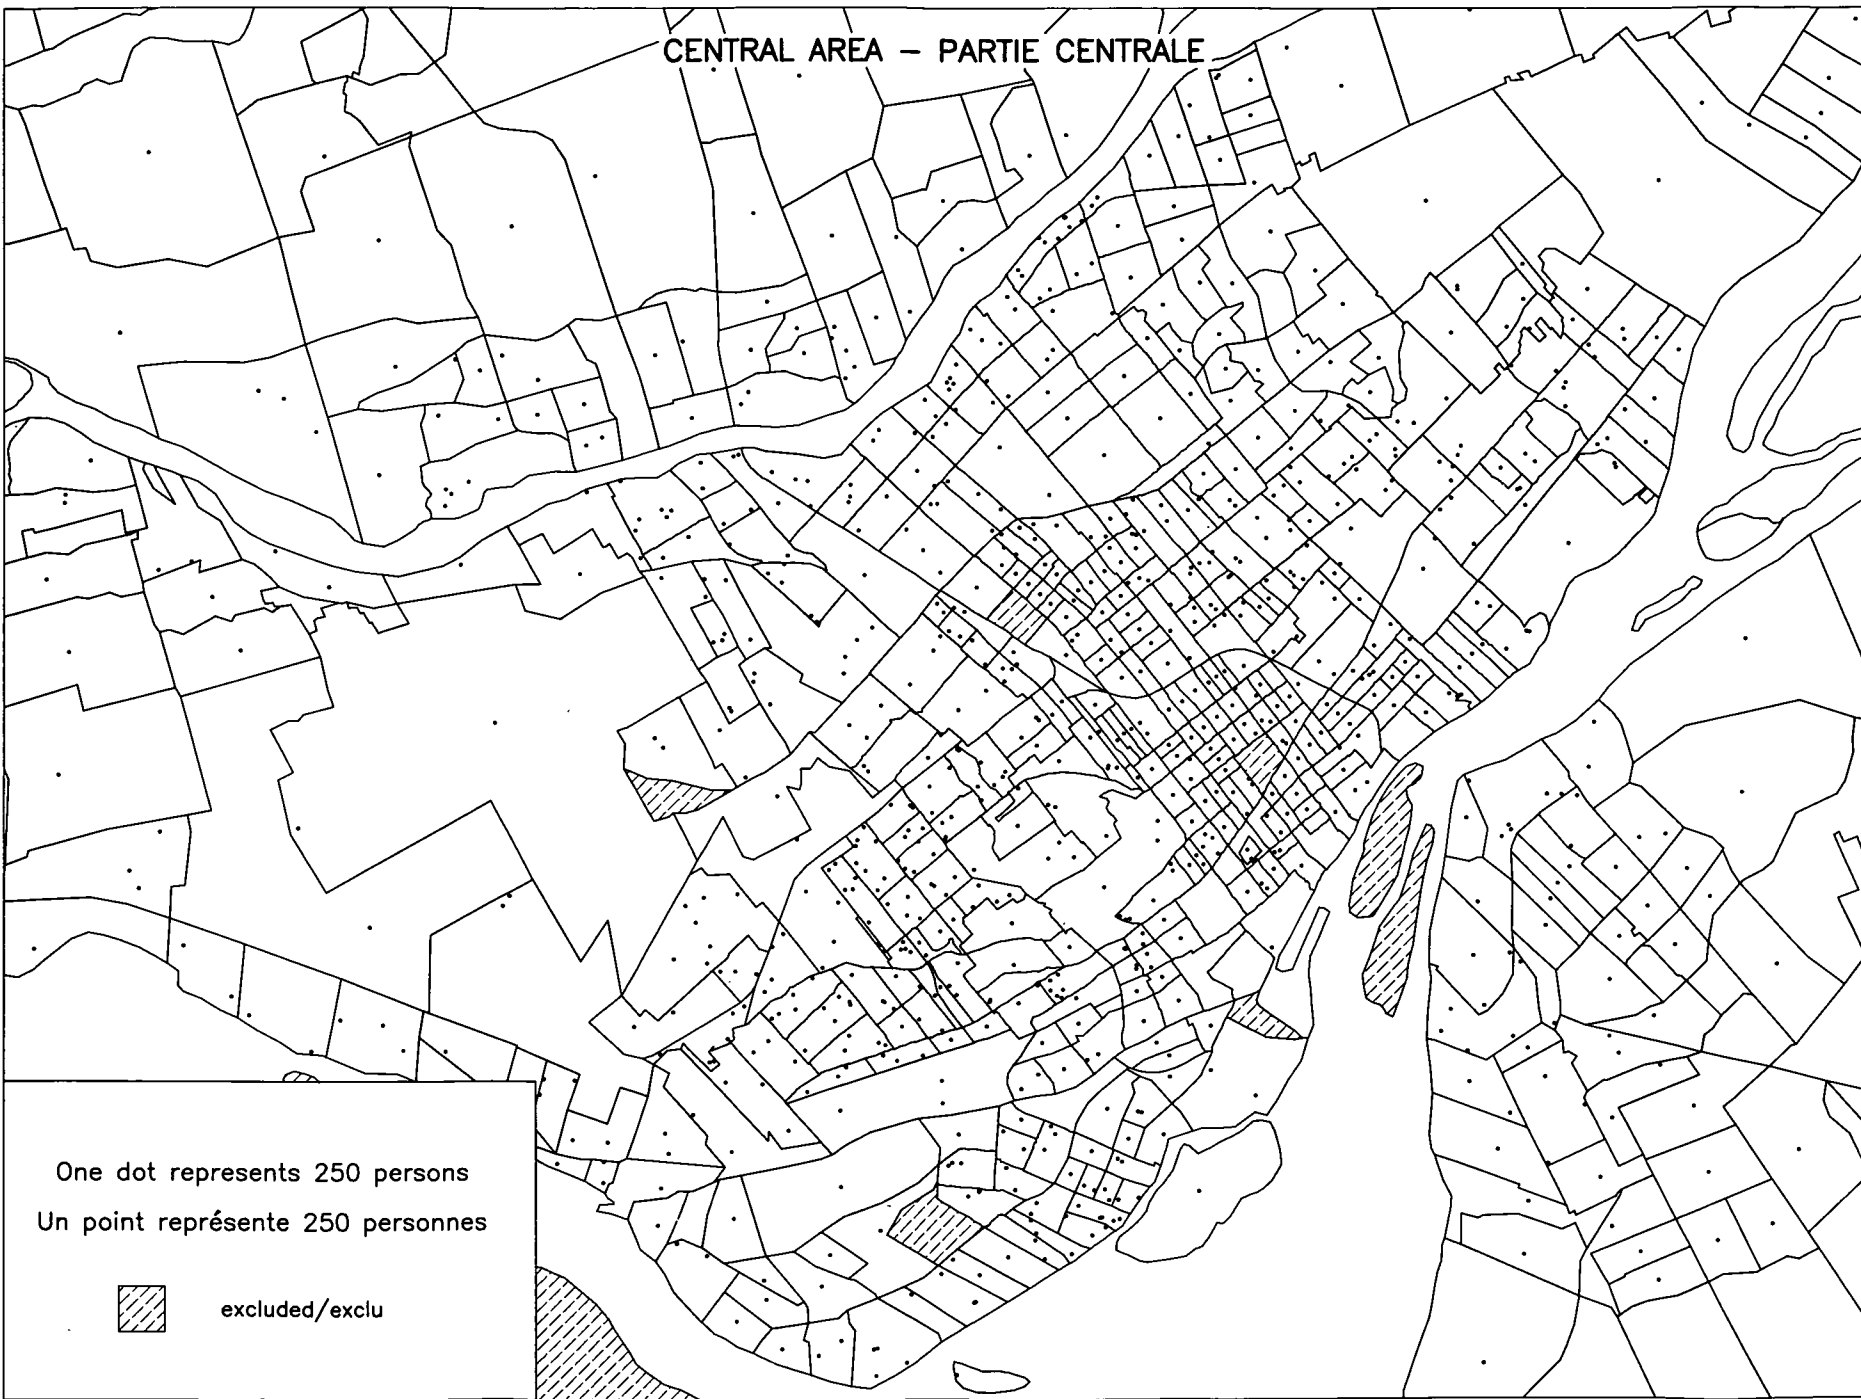 CENTRAL AREA – PARTIE CENTRALE
One dot represents 250 persons
Un point représente 250 personnes
excluded/exclu